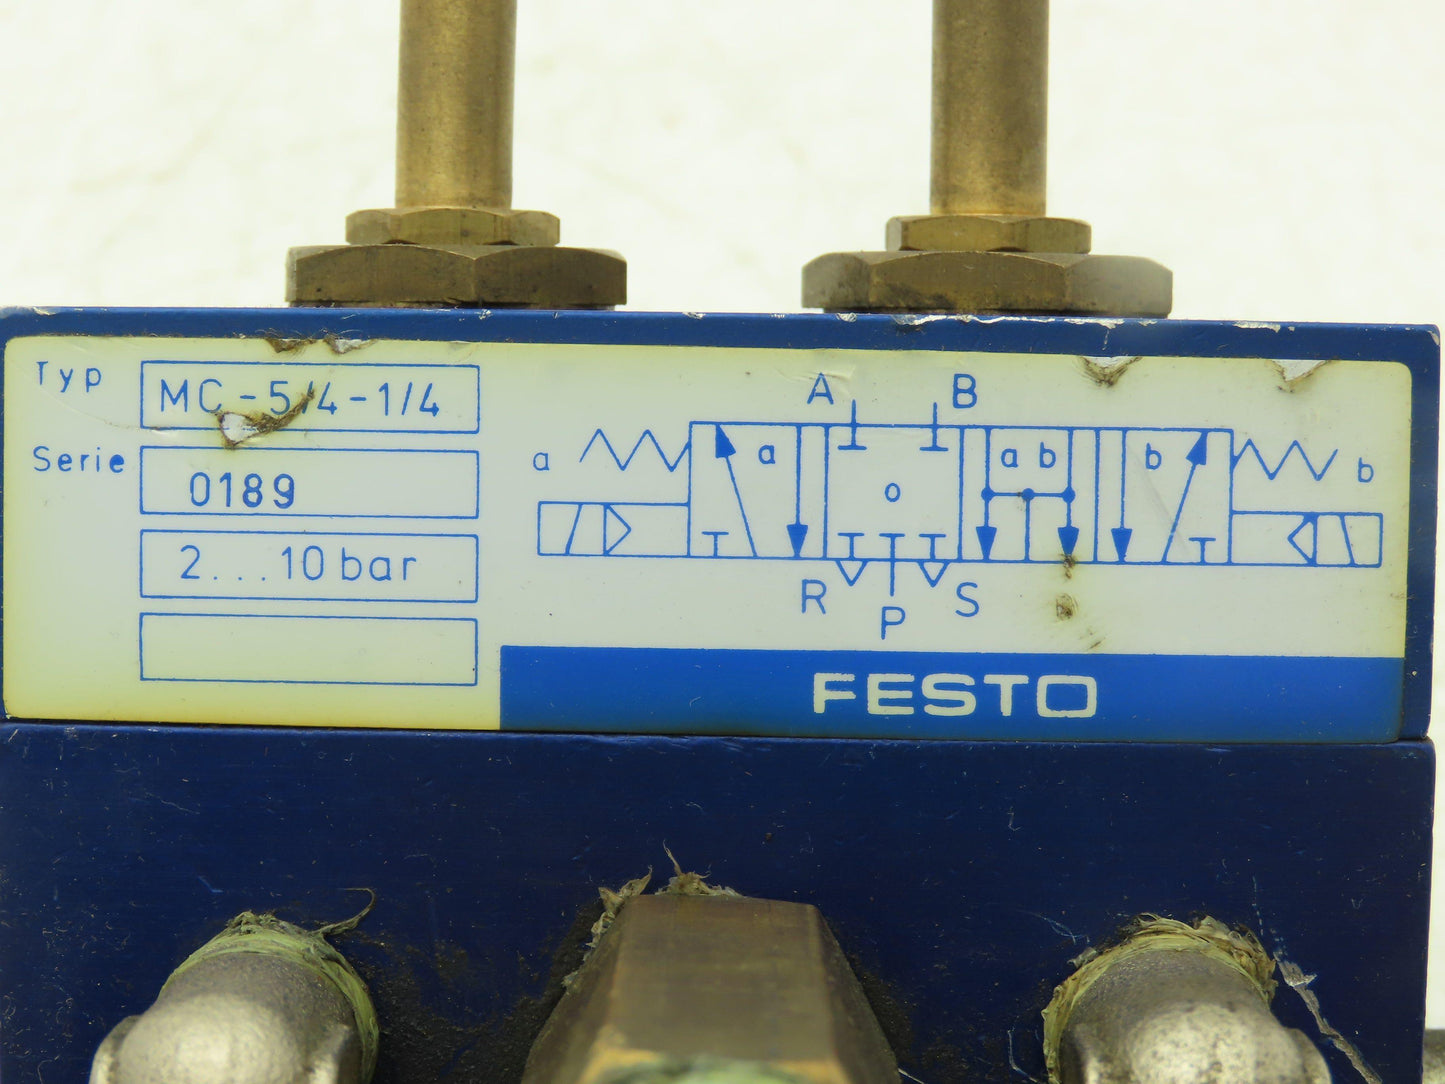 Typ MC-5/4-1/4
Serie 0189
2...10 bar
A B
a a o a b b b
R P S
FESTO